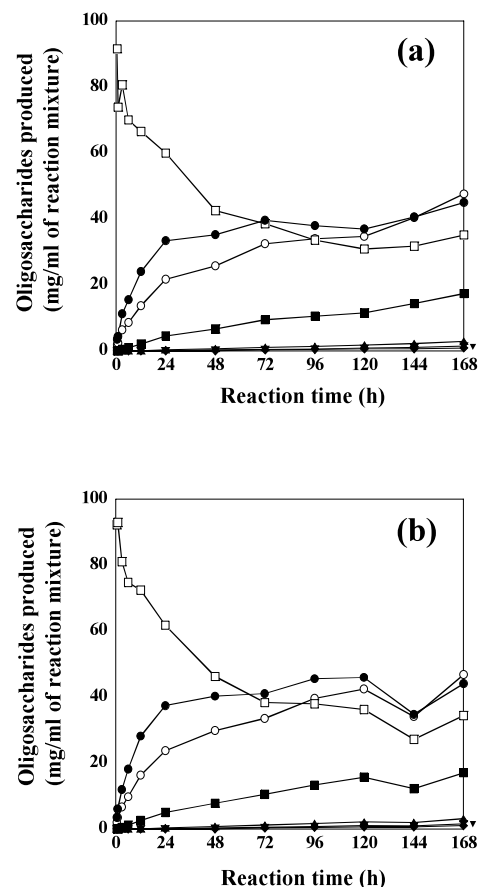 (a)
Oligosaccharides produced
(mg/ml of reaction mixture)
100
80
60
40
20
0
0 24 48 72 96 120 144 168
Reaction time (h)
(b)
Oligosaccharides produced
(mg/ml of reaction mixture)
100
80
60
40
20
0
0 24 48 72 96 120 144 168
Reaction time (h)